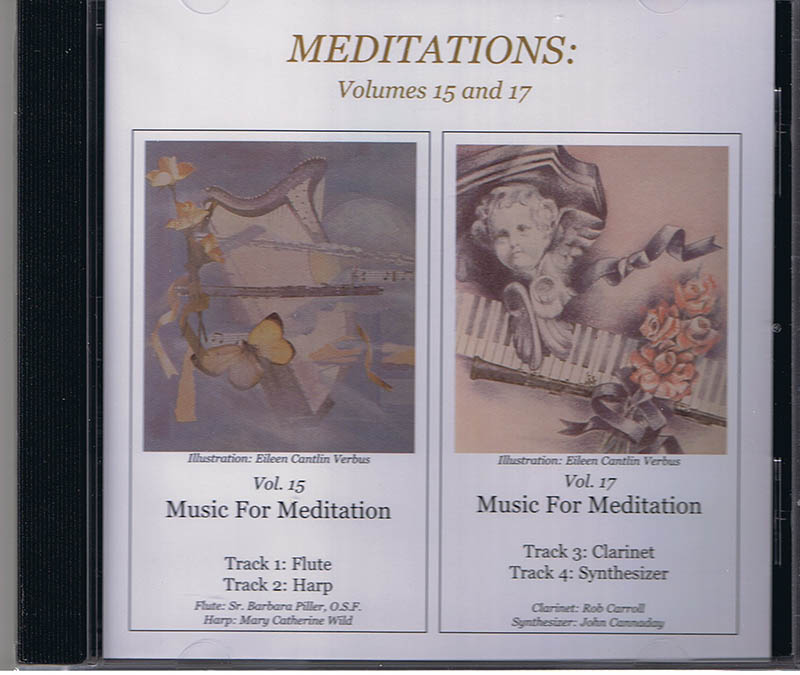 MEDITATIONS:
Volumes 15 and 17
Illustration: Eileen Cantlin Verbus
Vol. 15
Music For Meditation
Track 1: Flute
Track 2: Harp
Flute: Sr. Barbara Piller, O.S.F.
Harp: Mary Catherine Wild
Illustration: Eileen Cantlin Verbus
Vol. 17
Music For Meditation
Track 3: Clarinet
Track 4: Synthesizer
Clarinet: Rob Carroll
Synthesizer: John Cannaday